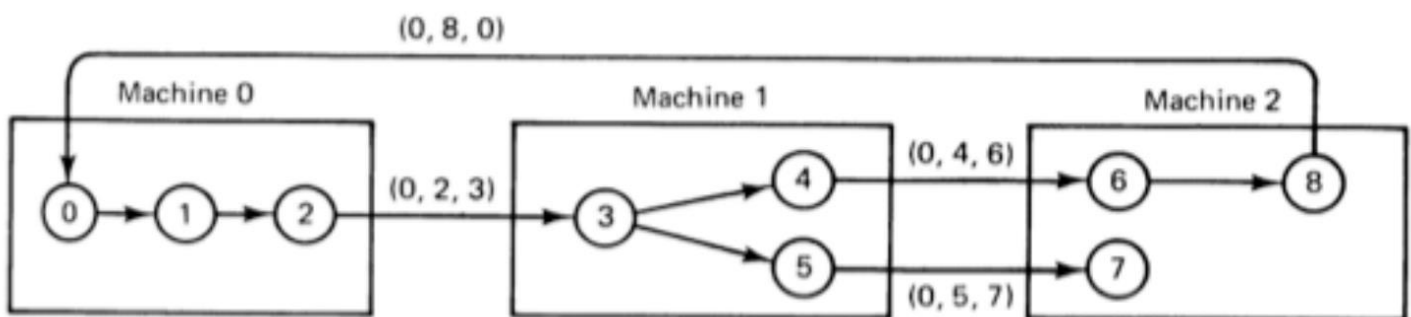 (0, 8, 0)
Machine 0
Machine 1
Machine 2
0
1
2
(0, 2, 3)
3
4
5
(0, 4, 6)
(0, 5, 7)
6
8
7